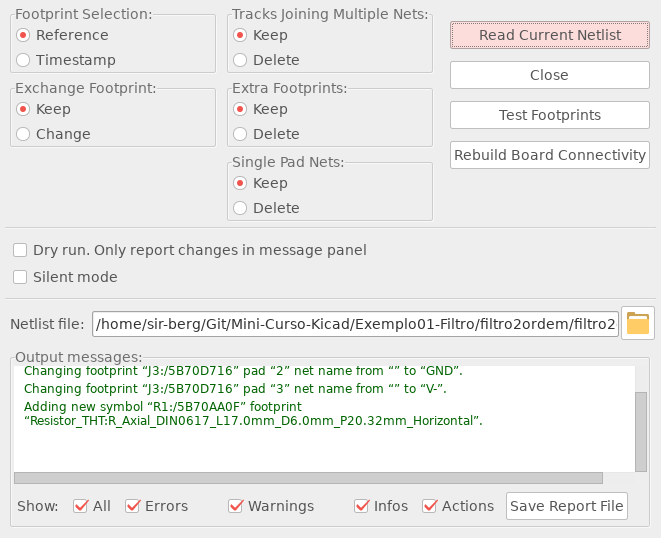 Footprint Selection:
Reference
Timestamp
Exchange Footprint:
Keep
Change
Tracks Joining Multiple Nets:
Keep
Delete
Extra Footprints:
Keep
Delete
Single Pad Nets:
Keep
Delete
Read Current Netlist
Close
Test Footprints
Rebuild Board Connectivity
Dry run. Only report changes in message panel
Silent mode
Netlist file: /home/sir-berg/Git/Mini-Curso-Kicad/Exemplo01-Filtro/filtro2ordem/filtro2
Output messages:
Changing footprint “J3:/5B70D716” pad “2” net name from “” to “GND”.
Changing footprint “J3:/5B70D716” pad “3” net name from “” to “V-”.
Adding new symbol “R1:/5B70AA0F” footprint
“Resistor_THT:R_Axial_DIN0617_L17.0mm_D6.0mm_P20.32mm_Horizontal”.
Show: All Errors Warnings Infos Actions Save Report File